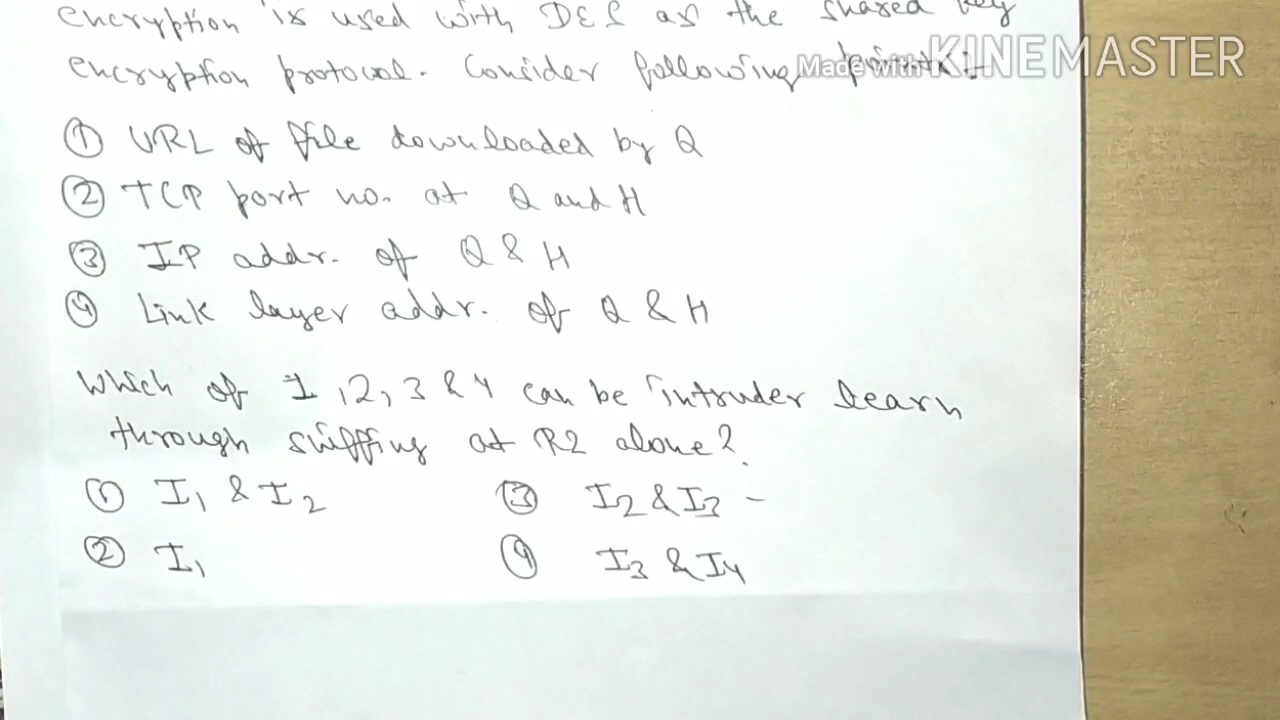 encryption is used with DES as the shared key
encryption protocol. Consider following points:-
Made with KINEMASTER
① URL of file downloaded by Q
② TCP port no. at Q and H
③ IP addr. of Q & H
④ Link layer addr. of Q & H
Which of I, 2, 3 & 4 can be intruder learn
through sniffing at R2 alone?
① I1 & I2 ③ I2 & I3 -
② I1 ④ I3 & I4